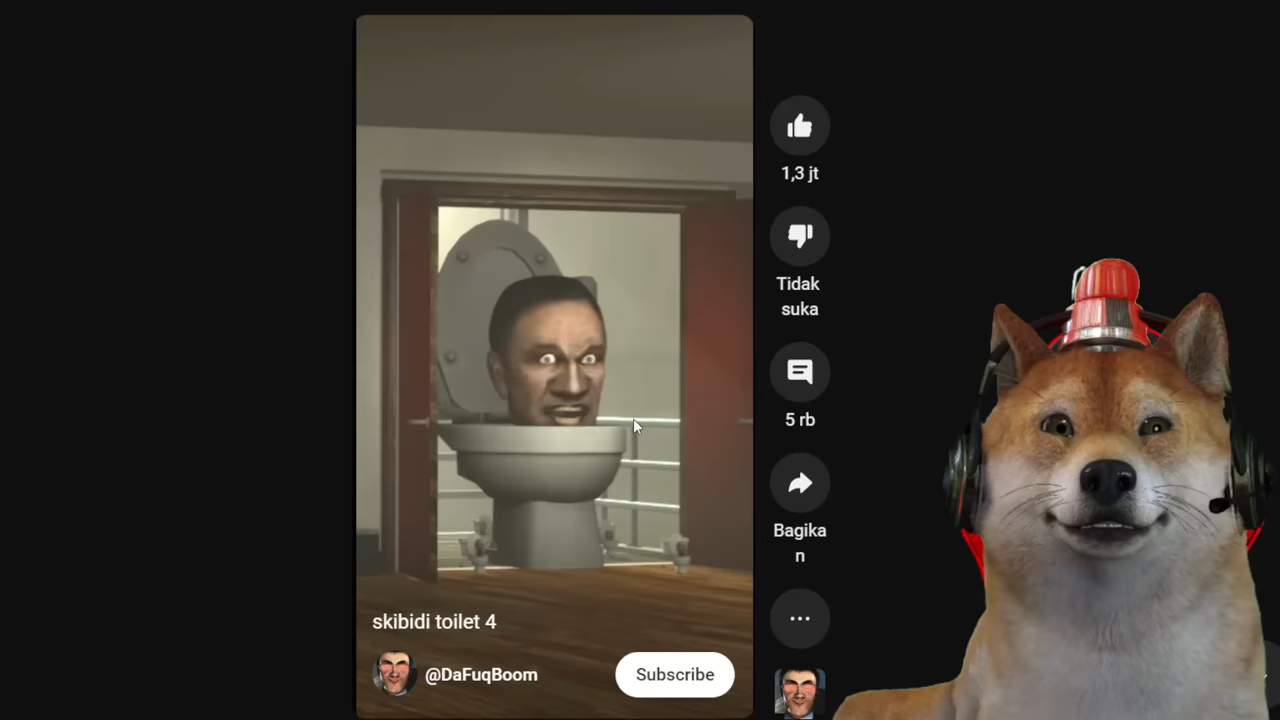 1,3 jt
Tidak
suka
5 rb
Bagika
n
skibidi toilet 4
@DaFuqBoom
Subscribe